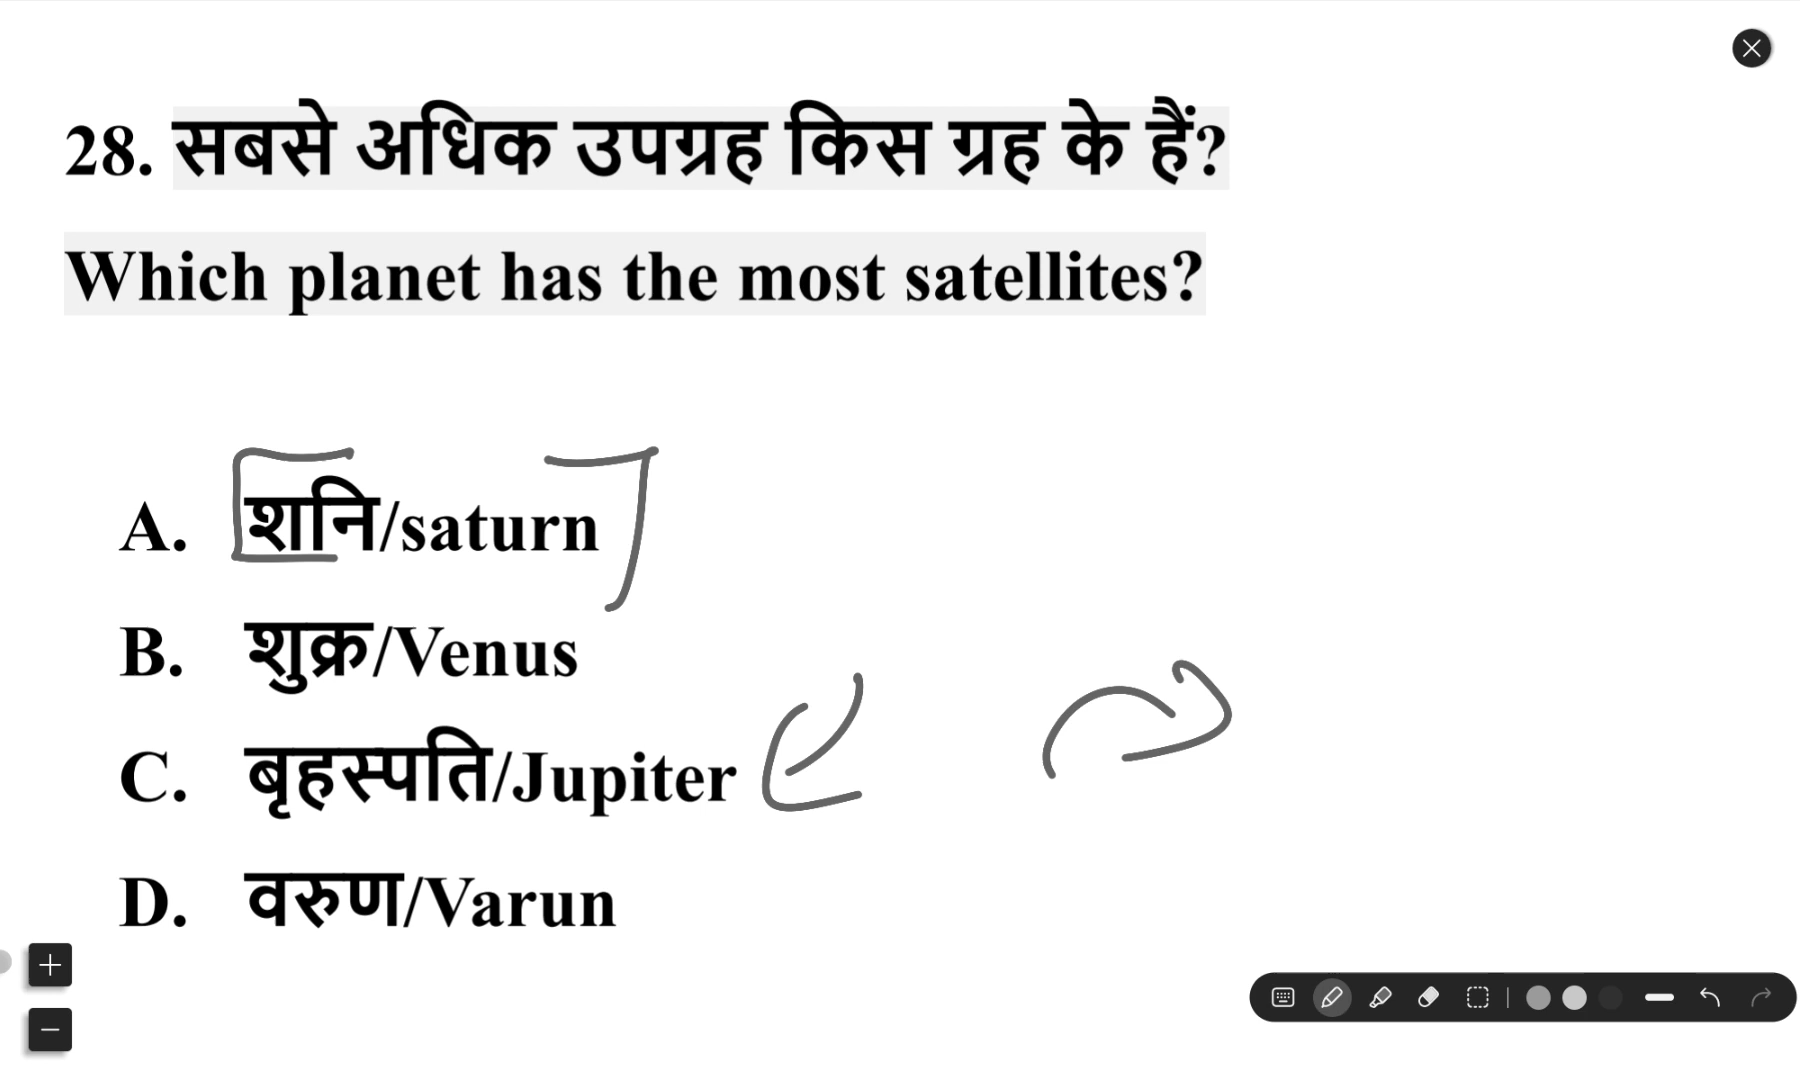 28. सबसे अधिक उपग्रह किस ग्रह के हैं?
Which planet has the most satellites?
A. शनि/saturn
B. शुक्र/Venus
C. बृहस्पति/Jupiter
D. वरुण/Varun